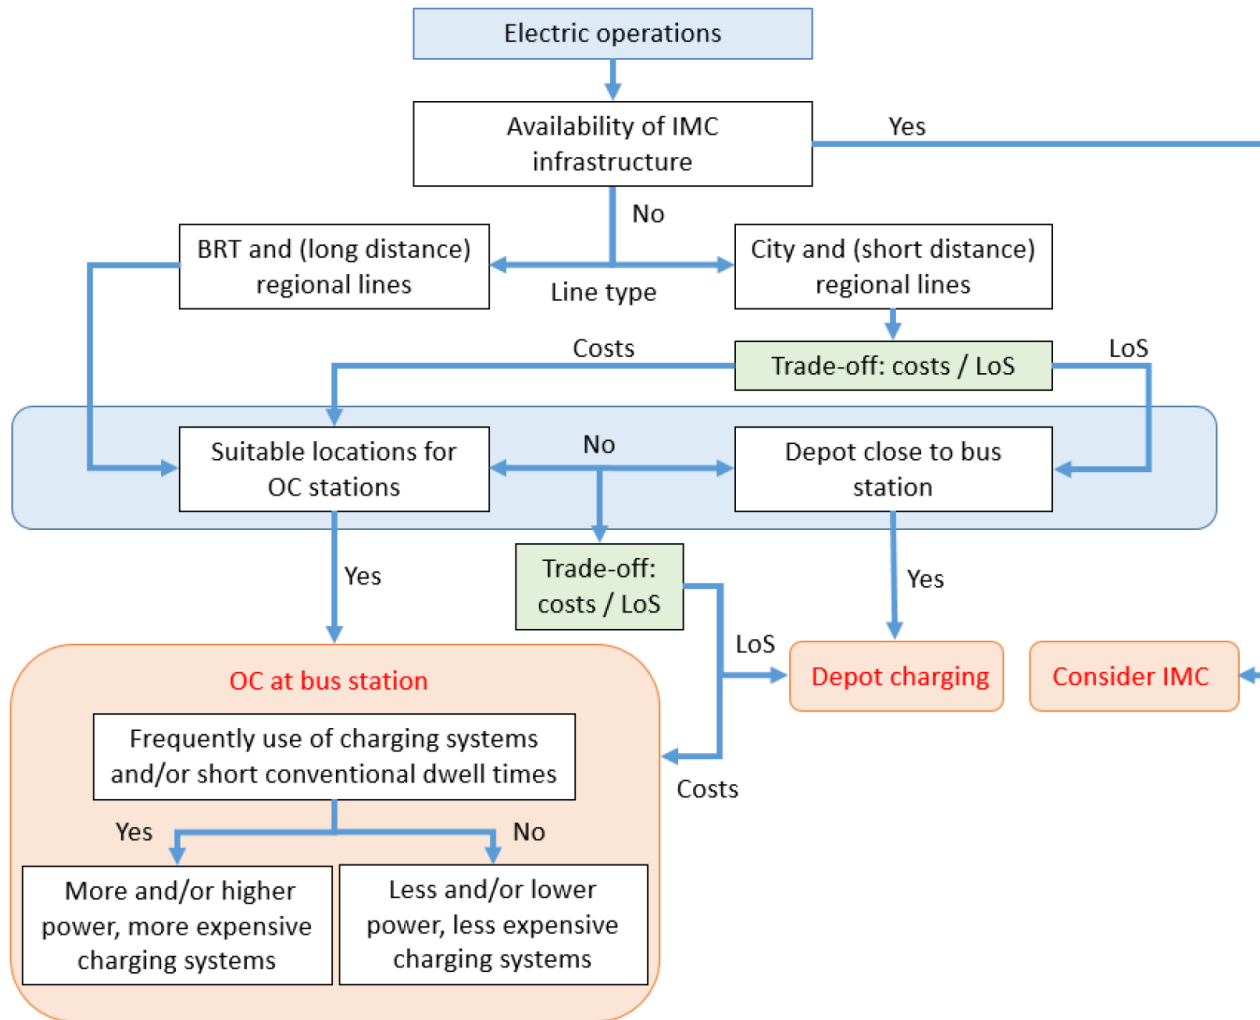 Electric operations
Availability of IMC
infrastructure
Yes
No
BRT and (long distance)
regional lines
Line type
City and (short distance)
regional lines
Costs
Trade-off: costs / LoS
LoS
Suitable locations for
OC stations
No
Depot close to bus
station
Yes
Trade-off:
costs / LoS
Yes
LoS
OC at bus station
Depot charging
Consider IMC
Frequently use of charging systems
and/or short conventional dwell times
Costs
Yes
No
More and/or higher
power, more expensive
charging systems
Less and/or lower
power, less expensive
charging systems